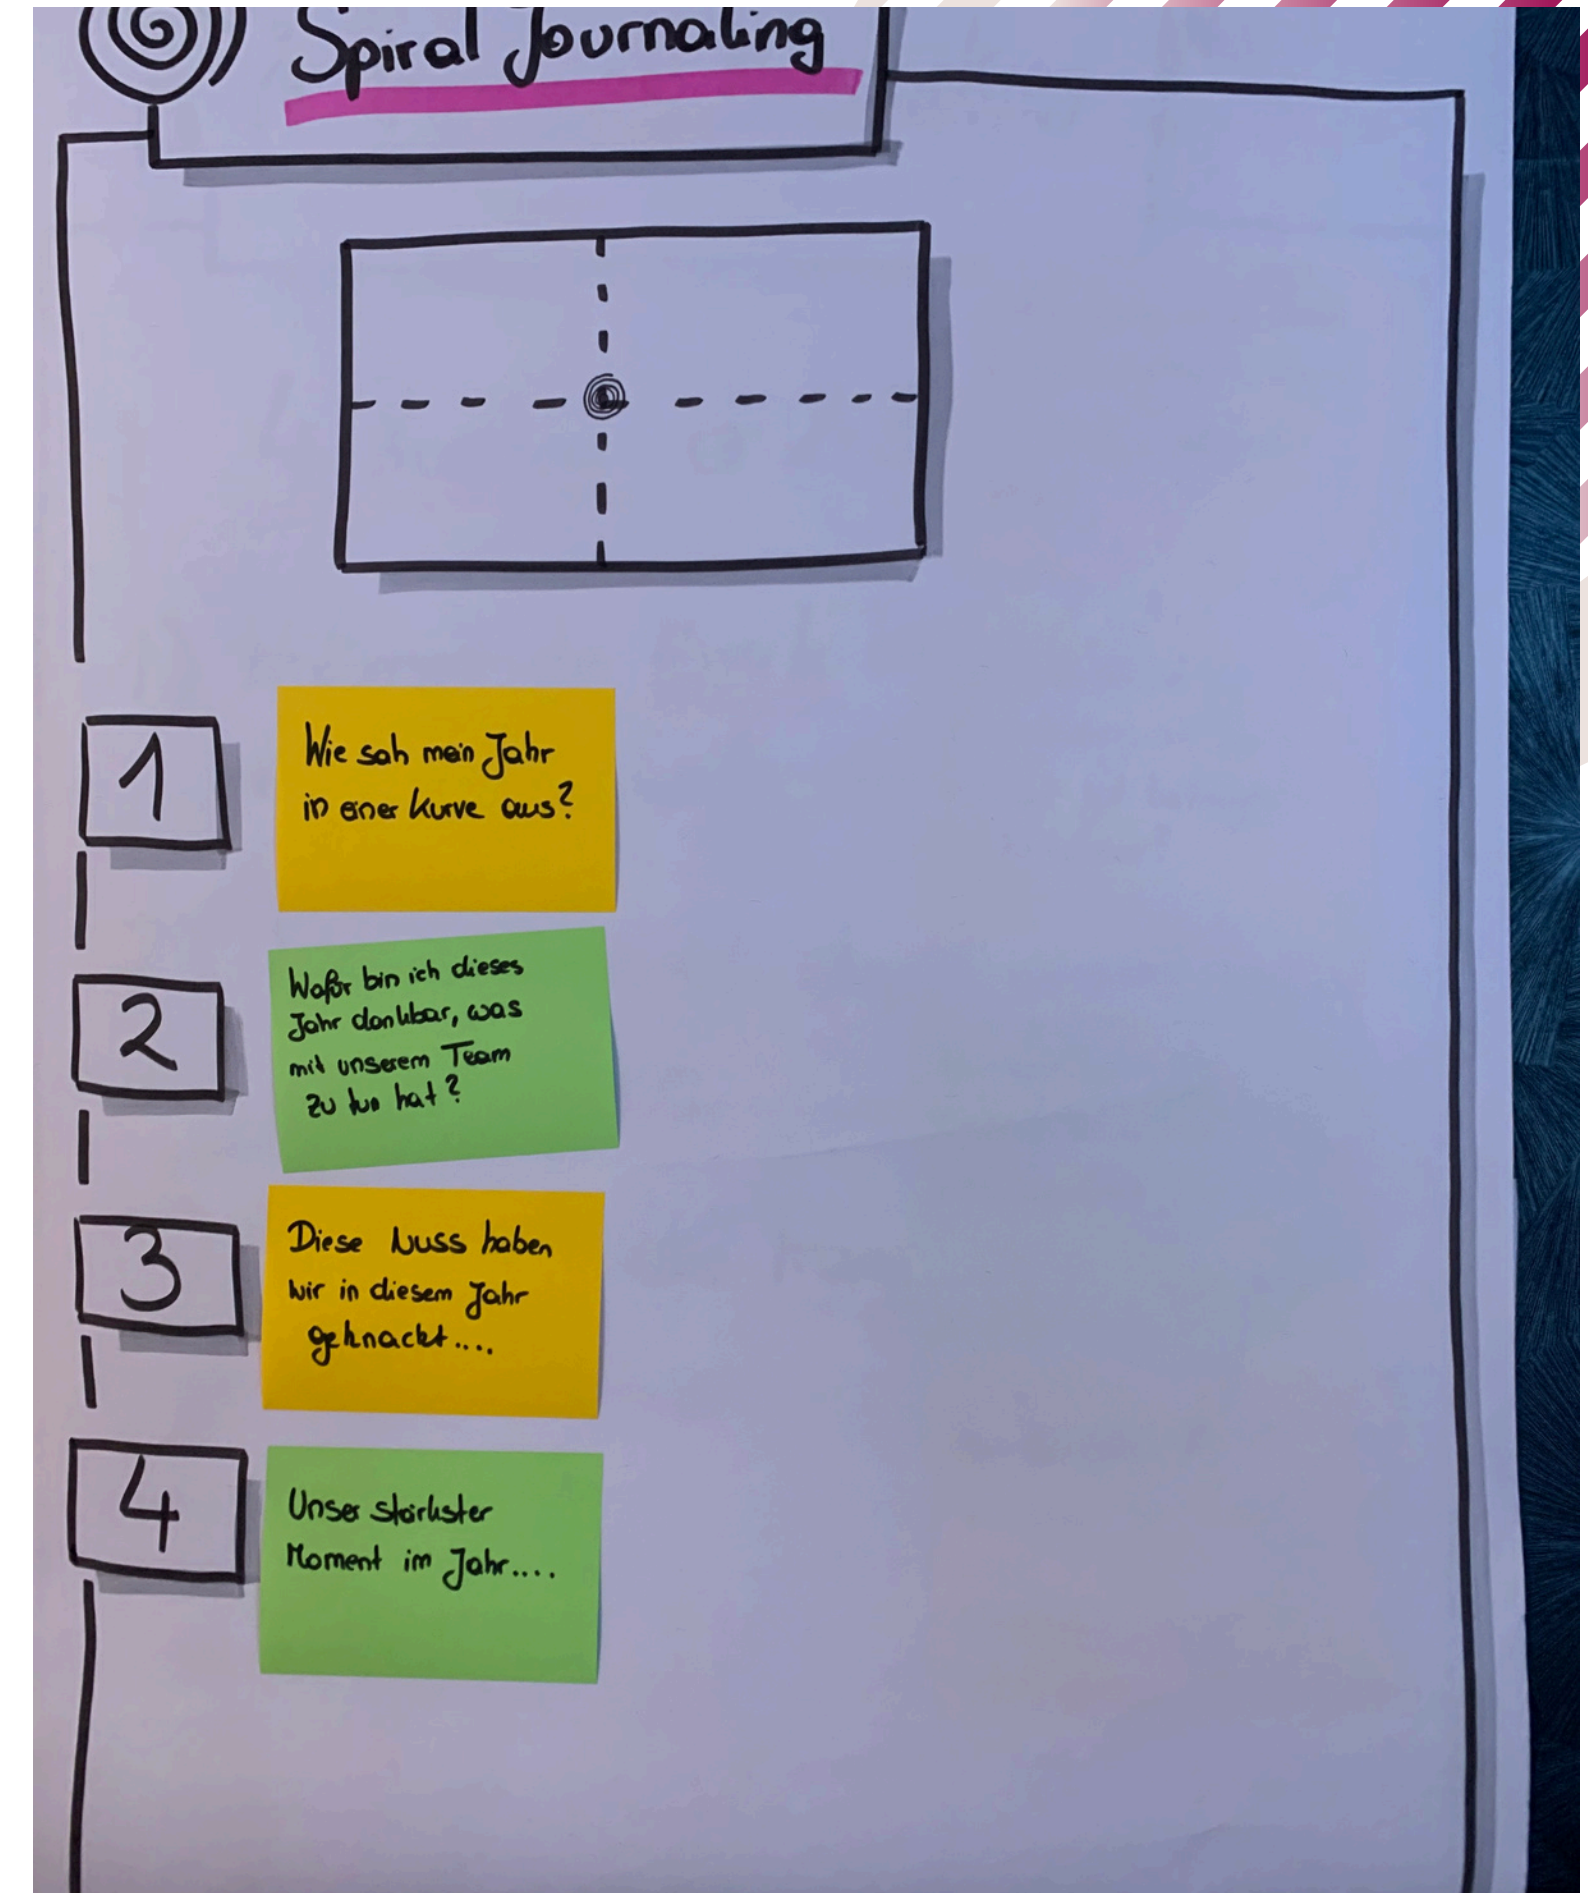 Spiral Journaling
1
Wie sah mein Jahr
in einer Kurve aus?
2
Wofür bin ich dieses
Jahr dankbar, was
mit unserem Team
zu tun hat?
3
Diese Nuss haben
wir in diesem Jahr
geknackt....
4
Unser stärkster
Moment im Jahr....